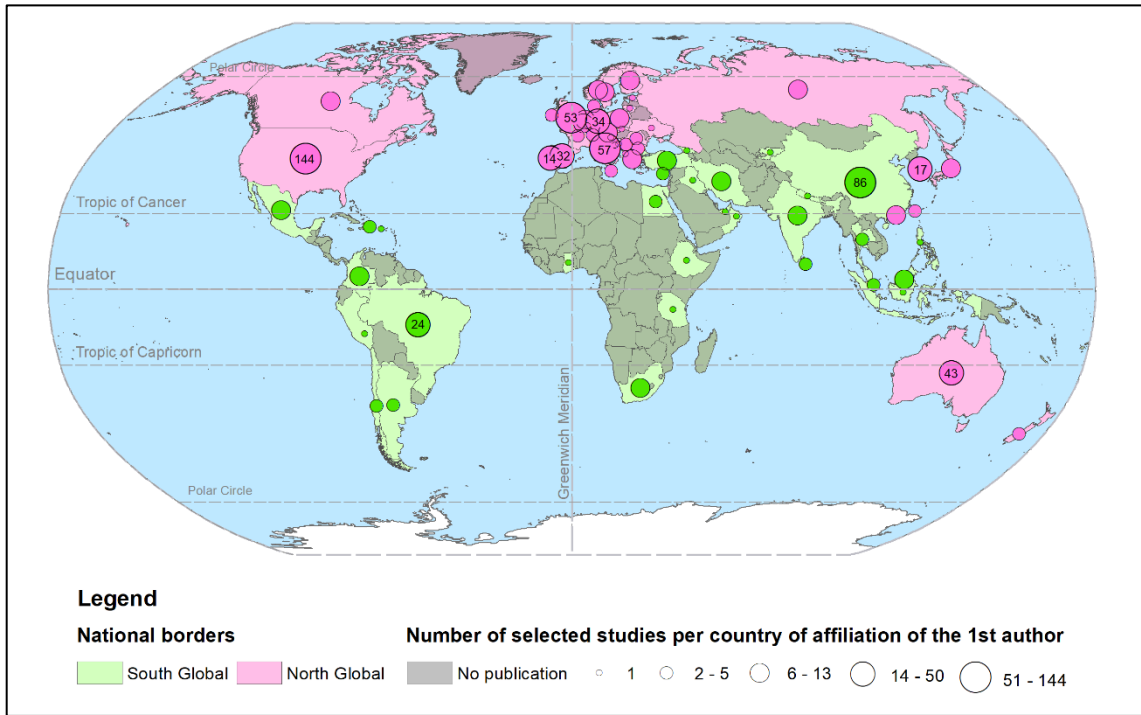 Polar Circle
53
34
144
14
32
57
17
86
Tropic of Cancer
Equator
24
Tropic of Capricorn
43
Greenwich Meridian
Polar Circle
Legend
National borders
Number of selected studies per country of affiliation of the 1st author
South Global
North Global
No publication
1
2 - 5
6 - 13
14 - 50
51 - 144